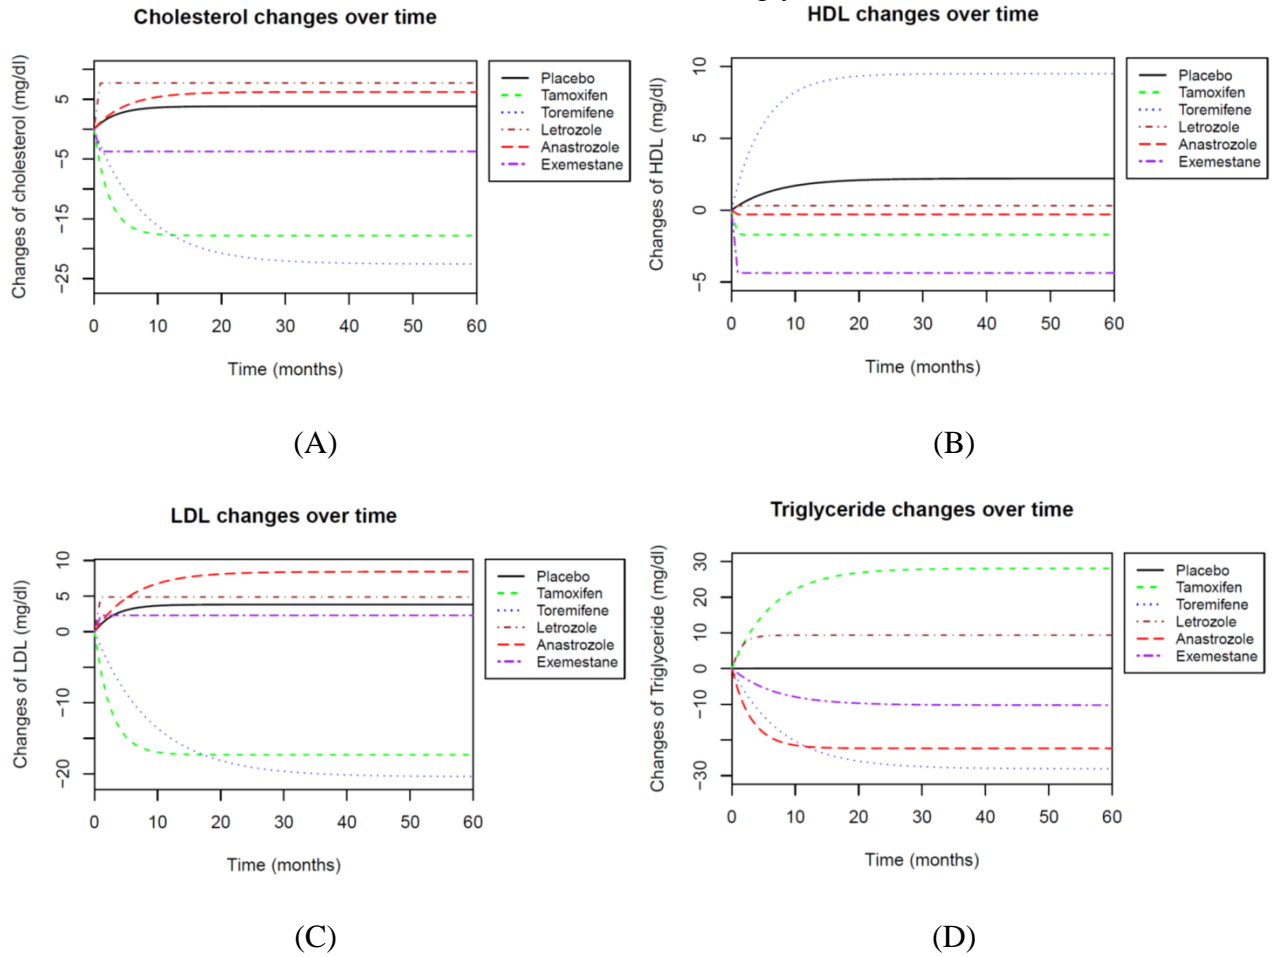 Cholesterol changes over time
Changes of cholesterol (mg/dl)
5
−5
−15
−25
0 10 20 30 40 50 60
Time (months)
Placebo
Tamoxifen
Toremifene
Letrozole
Anastrozole
Exemestane
(A)
HDL changes over time
Changes of HDL (mg/dl)
10
5
0
−5
0 10 20 30 40 50 60
Time (months)
Placebo
Tamoxifen
Toremifene
Letrozole
Anastrozole
Exemestane
(B)
LDL changes over time
Changes of LDL (mg/dl)
10
5
0
−10
−20
0 10 20 30 40 50 60
Time (months)
Placebo
Tamoxifen
Toremifene
Letrozole
Anastrozole
Exemestane
(C)
Triglyceride changes over time
Changes of Triglyceride (mg/dl)
30
20
10
0
−10
−30
0 10 20 30 40 50 60
Time (months)
Placebo
Tamoxifen
Toremifene
Letrozole
Anastrozole
Exemestane
(D)